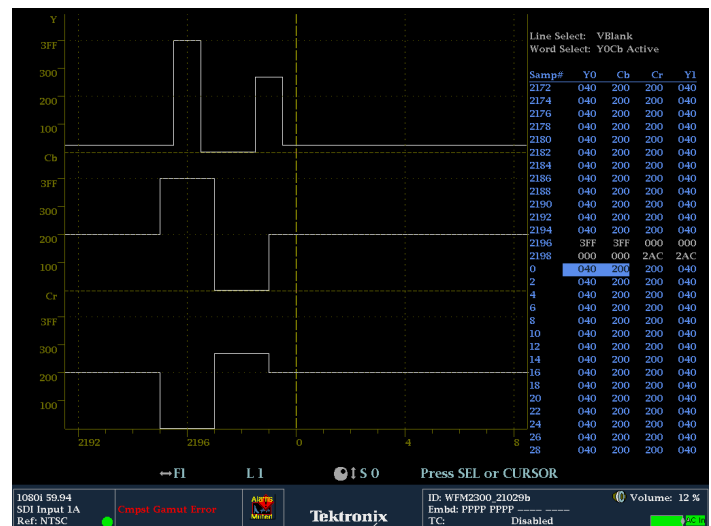 Y
3FF
300
200
100
Cb
3FF
300
200
100
Cr
3FF
300
200
100
2192 2196 0 4 8
Line Select: VBlank
Word Select: Y0Cb Active
Samp# Y0 Cb Cr Y1
2172 040 200 200 040
2174 040 200 200 040
2176 040 200 200 040
2178 040 200 200 040
2180 040 200 200 040
2182 040 200 200 040
2184 040 200 200 040
2186 040 200 200 040
2188 040 200 200 040
2190 040 200 200 040
2192 040 200 200 040
2194 040 200 200 040
2196 3FF 3FF 000 000
2198 000 000 2AC 2AC
0 040 200 200 040
2 040 200 200 040
4 040 200 200 040
6 040 200 200 040
8 040 200 200 040
10 040 200 200 040
12 040 200 200 040
14 040 200 200 040
16 040 200 200 040
18 040 200 200 040
20 040 200 200 040
22 040 200 200 040
24 040 200 200 040
26 040 200 200 040
28 040 200 200 040
↔F1 L 1 ↕ S 0 Press SEL or CURSOR
1080i 59.94
SDI Input 1A
Ref: NTSC
Cmpst Gamut Error
Alarms
Muted
Tektronix
ID: WFM2300_21029b
Embd: PPPP PPPP ---- ----
TC: Disabled
Volume: 12 %
AC In